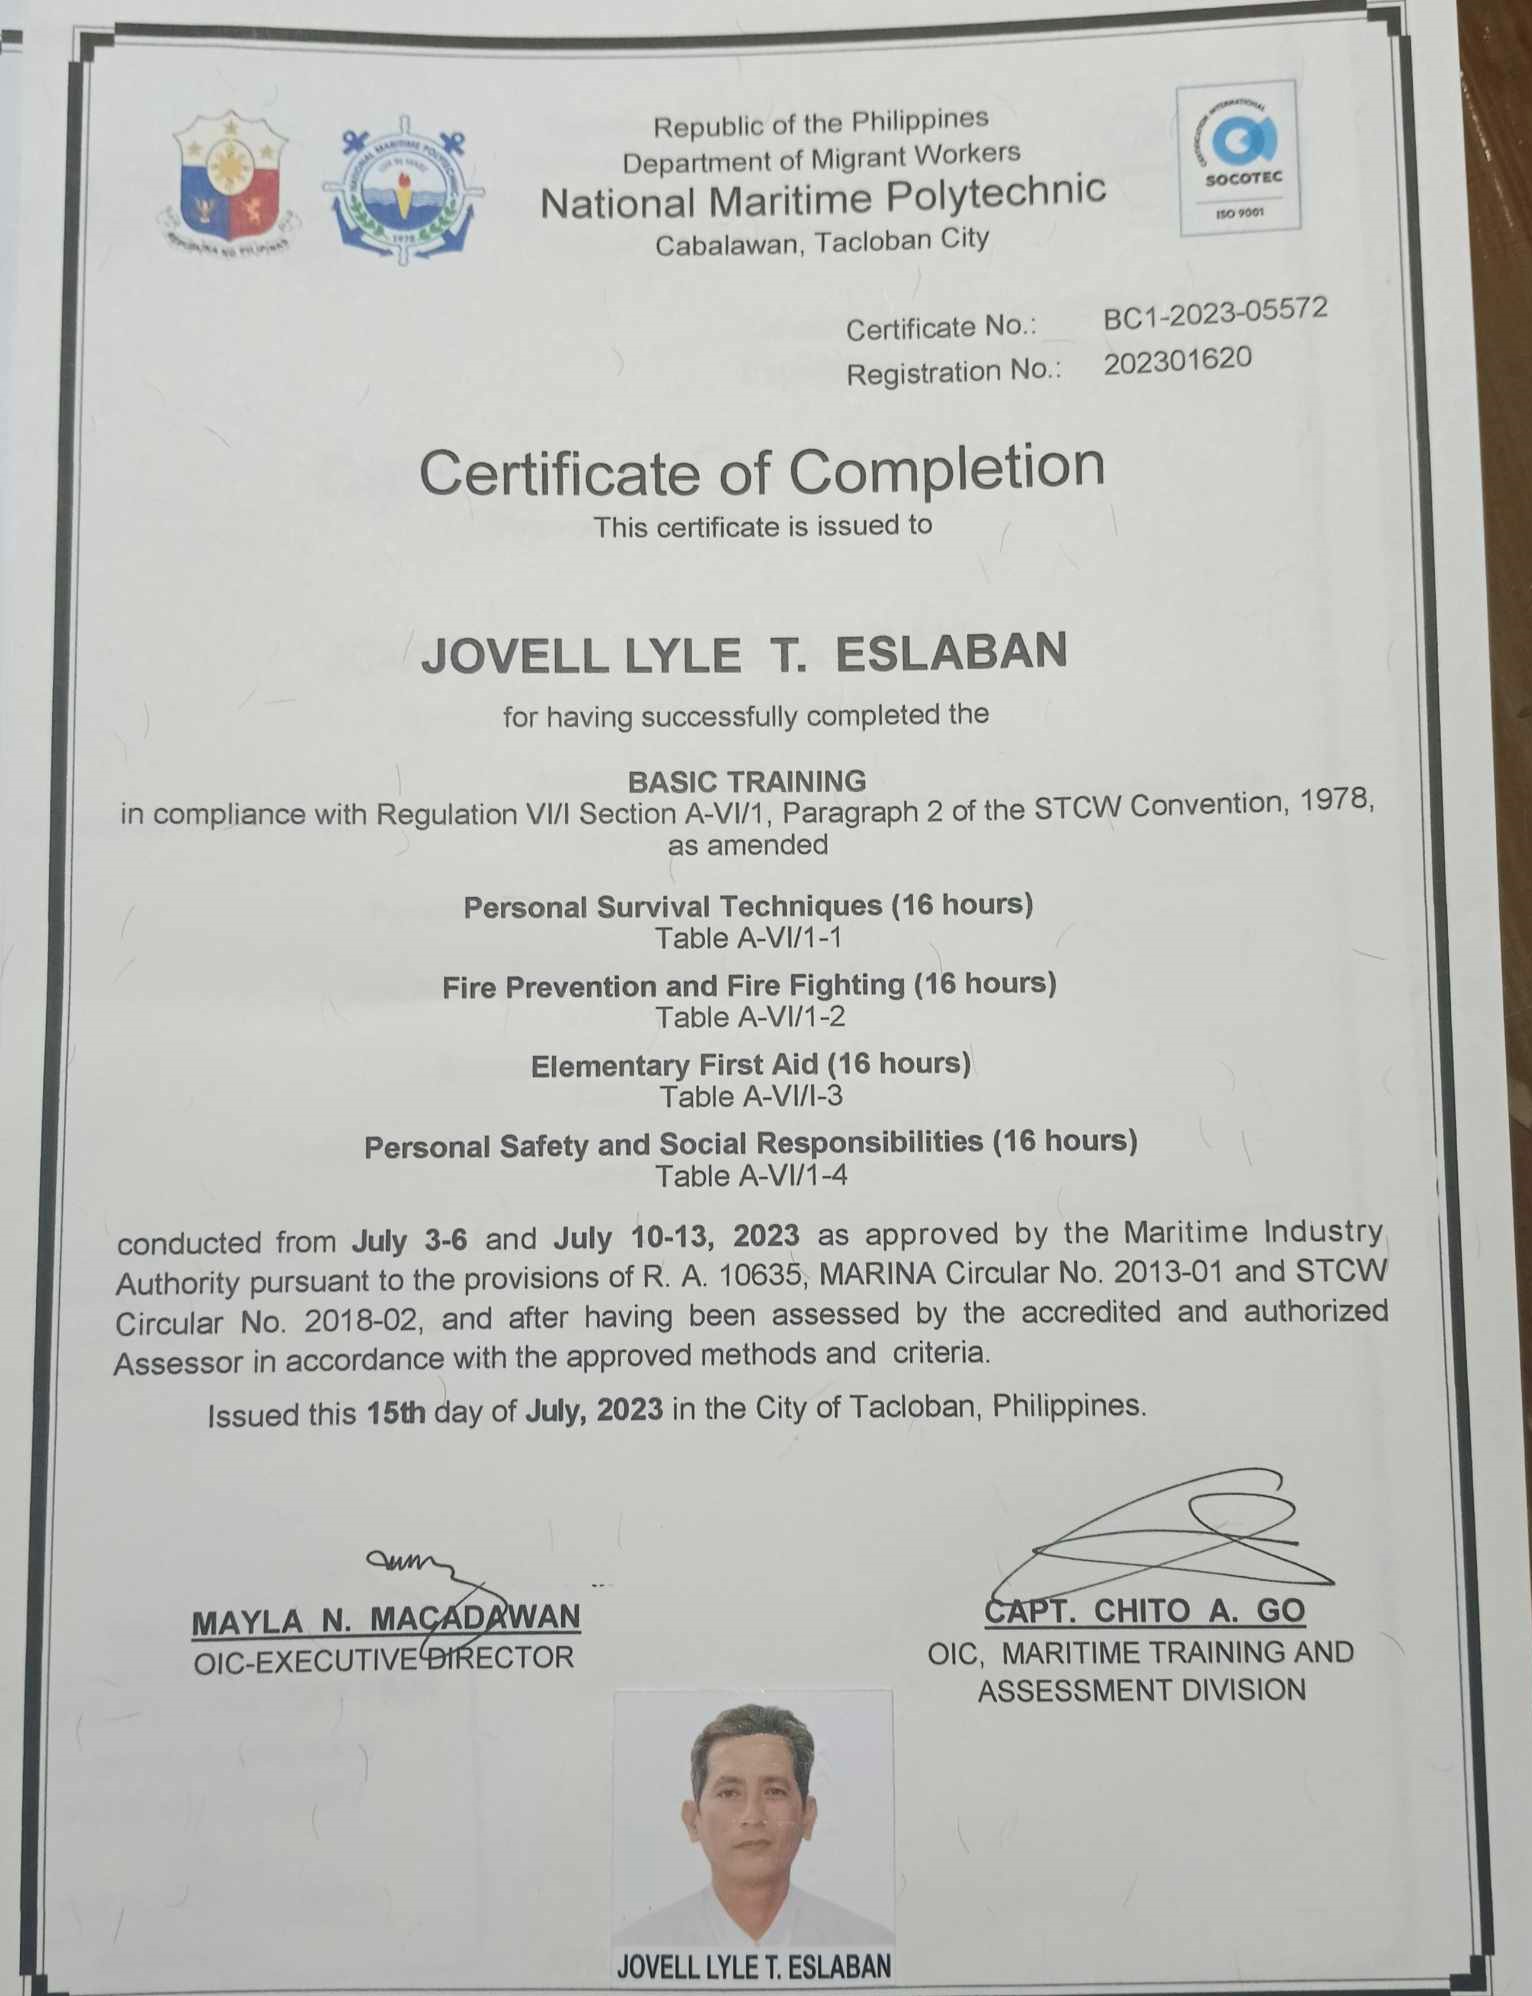 Republic of the Philippines
Department of Migrant Workers
National Maritime Polytechnic
Cabalawan, Tacloban City
REPUBLIKA NG PILIPINAS
NATIONAL MARITIME POLYTECHNIC
1978
CERTIFICATION INTERNATIONAL
SOCOTEC
ISO 9001
Certificate No.: BC1-2023-05572
Registration No.: 202301620
Certificate of Completion
This certificate is issued to
JOVELL LYLE T. ESLABAN
for having successfully completed the
BASIC TRAINING
in compliance with Regulation VI/I Section A-VI/1, Paragraph 2 of the STCW Convention, 1978,
as amended
Personal Survival Techniques (16 hours)
Table A-VI/1-1
Fire Prevention and Fire Fighting (16 hours)
Table A-VI/1-2
Elementary First Aid (16 hours)
Table A-VI/I-3
Personal Safety and Social Responsibilities (16 hours)
Table A-VI/1-4
conducted from July 3-6 and July 10-13, 2023 as approved by the Maritime Industry
Authority pursuant to the provisions of R. A. 10635, MARINA Circular No. 2013-01 and STCW
Circular No. 2018-02, and after having been assessed by the accredited and authorized
Assessor in accordance with the approved methods and criteria.
Issued this 15th day of July, 2023 in the City of Tacloban, Philippines.
MAYLA N. MACADAWAN
OIC-EXECUTIVE DIRECTOR
CAPT. CHITO A. GO
OIC, MARITIME TRAINING AND
ASSESSMENT DIVISION
JOVELL LYLE T. ESLABAN